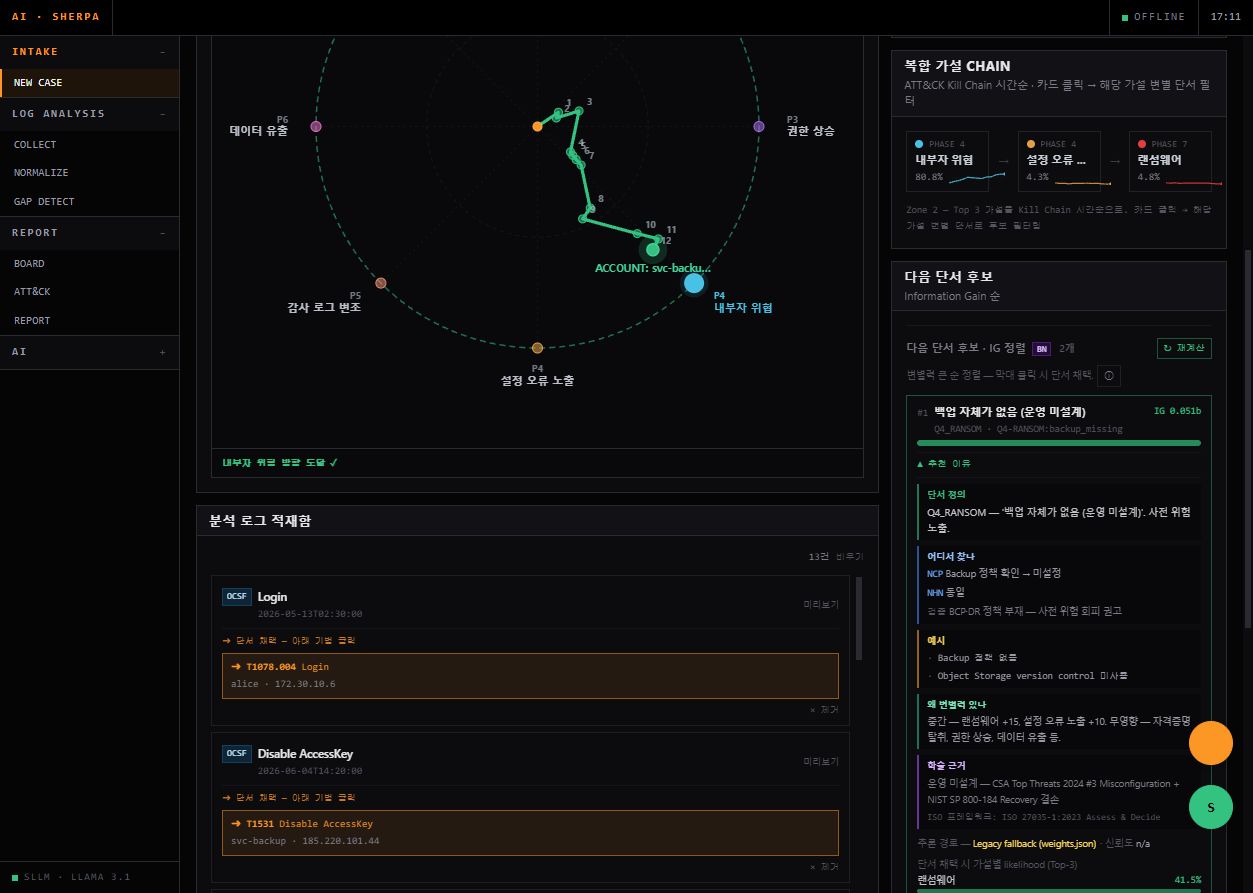 AI · SHERPA
OFFLINE
17:11
INTAKE
NEW CASE
LOG ANALYSIS
COLLECT
NORMALIZE
GAP DETECT
REPORT
BOARD
ATT&CK
REPORT
AI
SLLM · LLAMA 3.1
P6
데이터 유출
P3
권한 상승
1
2
3
7
8
10
11
12
ACCOUNT: svc-backu...
P5
감사 로그 변조
P4
내부자 위협
P4
설정 오류 노출
내부자 위협 발판 도달 ✓
분석 로그 적재함
13건 비우기
OCSF Login
미리보기
2026-05-13T02:30:00
→ 단서 채택 — 아래 기법 클릭
➔ T1078.004 Login
alice · 172.30.10.6
× 제거
OCSF Disable AccessKey
미리보기
2026-06-04T14:20:00
→ 단서 채택 — 아래 기법 클릭
➔ T1531 Disable AccessKey
svc-backup · 185.220.101.44
× 제거
복합 가설 CHAIN
ATT&CK Kill Chain 시간순 · 카드 클릭 → 해당 가설 변별 단서 필
터
PHASE 4
내부자 위협
80.8%
→
PHASE 4
설정 오류 ...
4.3%
→
PHASE 7
랜섬웨어
4.8%
Zone 2 — Top 3 가설을 Kill Chain 시간순으로. 카드 클릭 → 해당
가설 변별 단서로 후보 필터링
다음 단서 후보
Information Gain 순
다음 단서 후보 · IG 정렬 BN 2개
↻ 재계산
변별력 큰 순 정렬 — 막대 클릭 시 단서 채택. ⓘ
#1 백업 자체가 없음 (운영 미설계)
IG 0.051b
Q4_RANSOM · Q4-RANSOM:backup_missing
▲ 추천 이유
단서 정의
Q4_RANSOM — '백업 자체가 없음 (운영 미설계)'. 사전 위험
노출.
어디서 찾나
NCP Backup 정책 확인 → 미설정
NHN 동일
검증 BCP·DR 정책 부재 — 사전 위험 회피 권고
예시
· Backup 정책 없음
· Object Storage version control 미사용
왜 변별력 있나
중간 — 랜섬웨어 +15, 설정 오류 노출 +10. 무영향 — 자격증명
탈취, 권한 상승, 데이터 유출 등.
학술 근거
운영 미설계 — CSA Top Threats 2024 #3 Misconfiguration +
NIST SP 800-184 Recovery 결손
ISO 프레임워크: ISO 27035-1:2023 Assess & Decide
추론 경로 — Legacy fallback (weights.json) · 신뢰도 n/a
단서 채택 시 가설별 likelihood (Top-3)
랜섬웨어
41.5%
S